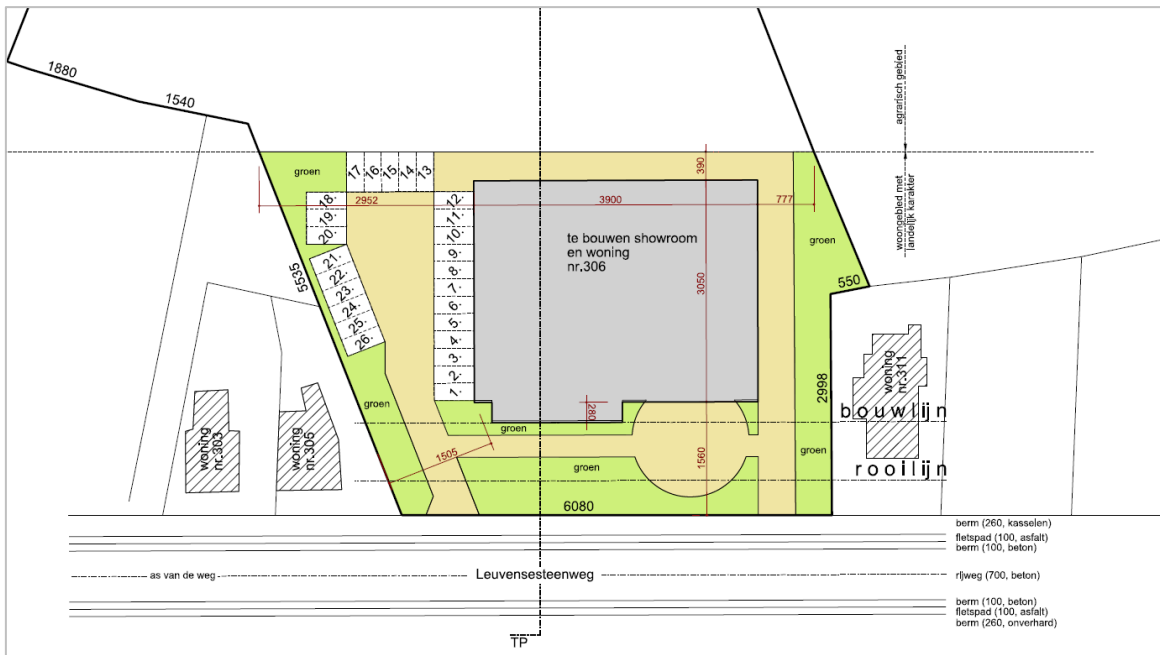 1880
1540
agrarisch gebied
woongebied met
landelijk karakter
groen
17
16
15
14
13
390
18.
19.
20.
2952
3900
777
12.
11.
10.
9.
8.
7.
6.
5.
4.
3.
2.
1.
te bouwen showroom
en woning
nr.306
groen
5535
21.
22.
23.
24.
25.
26.
3050
550
2998
woning
nr.311
groen
280
bouwlijn
groen
woning
nr.303
woning
nr.305
1505
1560
groen
groen
rooilijn
6080
berm (260, kasselen)
fietspad (100, asfalt)
berm (100, beton)
as van de weg
Leuvensesteenweg
rijweg (700, beton)
berm (100, beton)
fietspad (100, asfalt)
berm (260, onverhard)
TP